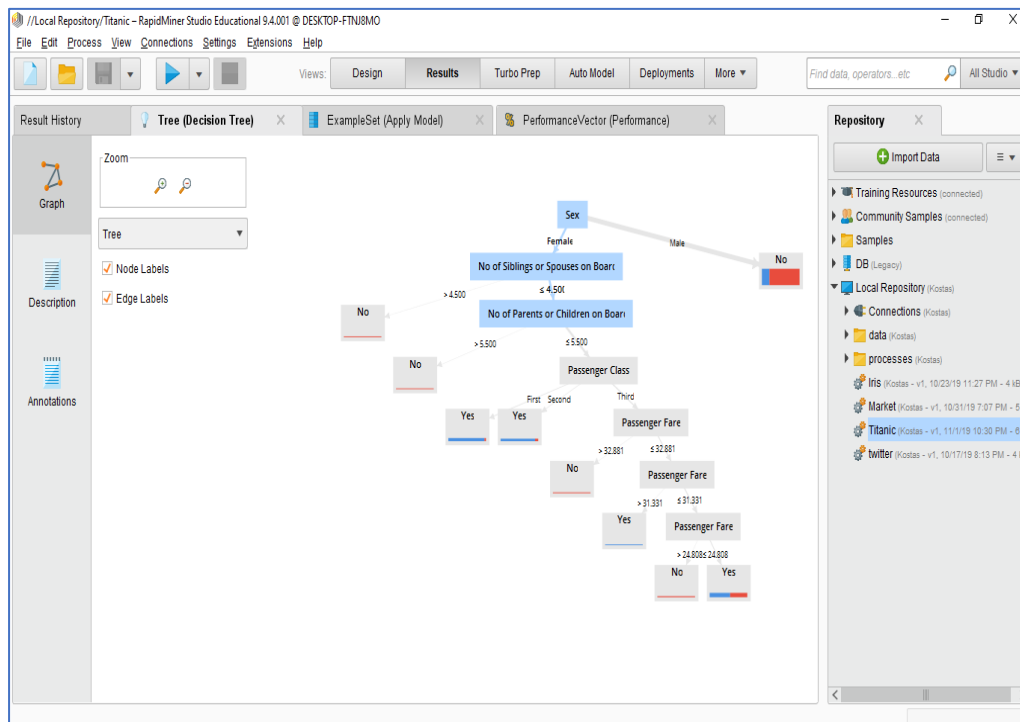 //Local Repository/Titanic – RapidMiner Studio Educational 9.4.001 @ DESKTOP-FTNJ8MO
File Edit Process View Connections Settings Extensions Help
Views: Design Results Turbo Prep Auto Model Deployments More Find data, operators...etc All Studio
Result History Tree (Decision Tree) ExampleSet (Apply Model) PerformanceVector (Performance) Repository
Zoom
Graph
Tree
Node Labels
Edge Labels
Description
Annotations
Sex
Female Male
No
No of Siblings or Spouses on Board
> 4.500 ≤ 4.500
No
No of Parents or Children on Board
> 5.500 ≤ 5.500
No
Passenger Class
First Second Third
Yes Yes
Passenger Fare
> 32.881 ≤ 32.881
No
Passenger Fare
> 31.331 ≤ 31.331
Yes
Passenger Fare
> 24.808 ≤ 24.808
No Yes
Import Data
Training Resources (connected)
Community Samples (connected)
Samples
DB (Legacy)
Local Repository (Kostas)
Connections (Kostas)
data (Kostas)
processes (Kostas)
Iris (Kostas - v1, 10/23/19 11:27 PM - 4 kB
Market (Kostas - v1, 10/31/19 7:07 PM - 5
Titanic (Kostas - v1, 11/1/19 10:30 PM - 6
twitter (Kostas - v1, 10/17/19 8:13 PM - 4